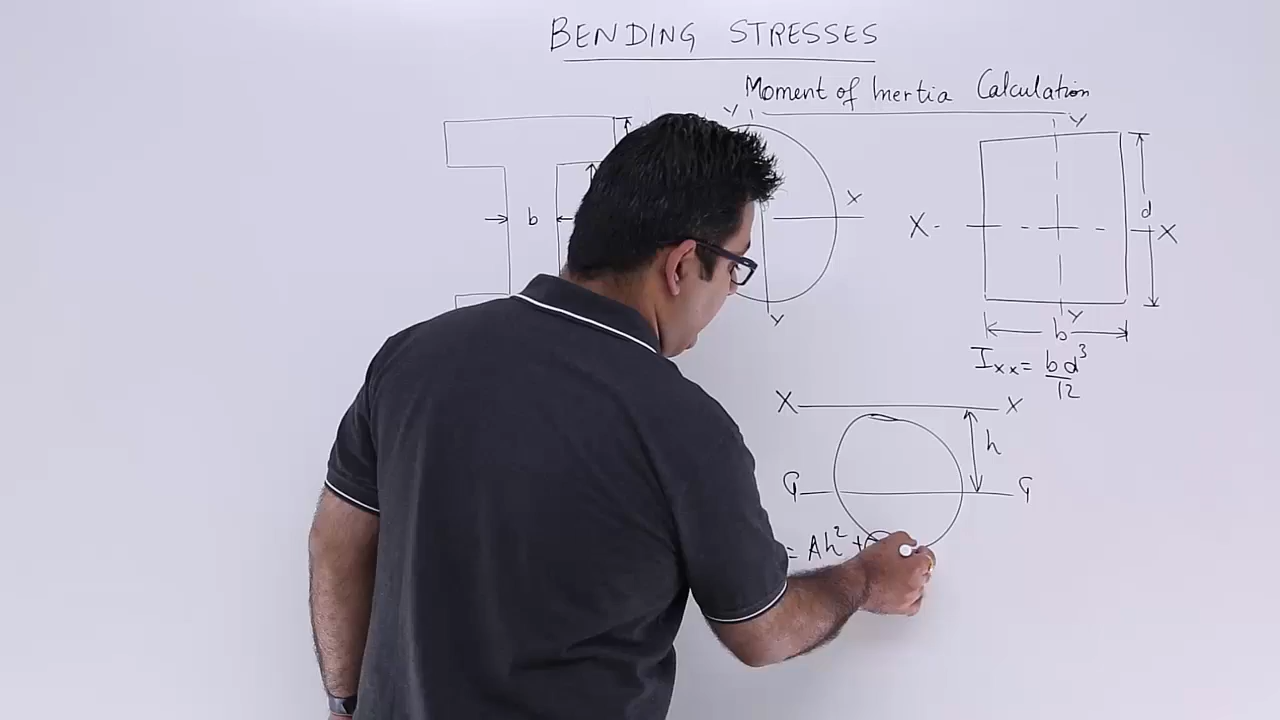 BENDING STRESSES
Moment of Inertia Calculation
Y
Y
X
d
b
X
X
Y
Y
b
Ixx = bd³/12
X X
h
G G
= Ah² +